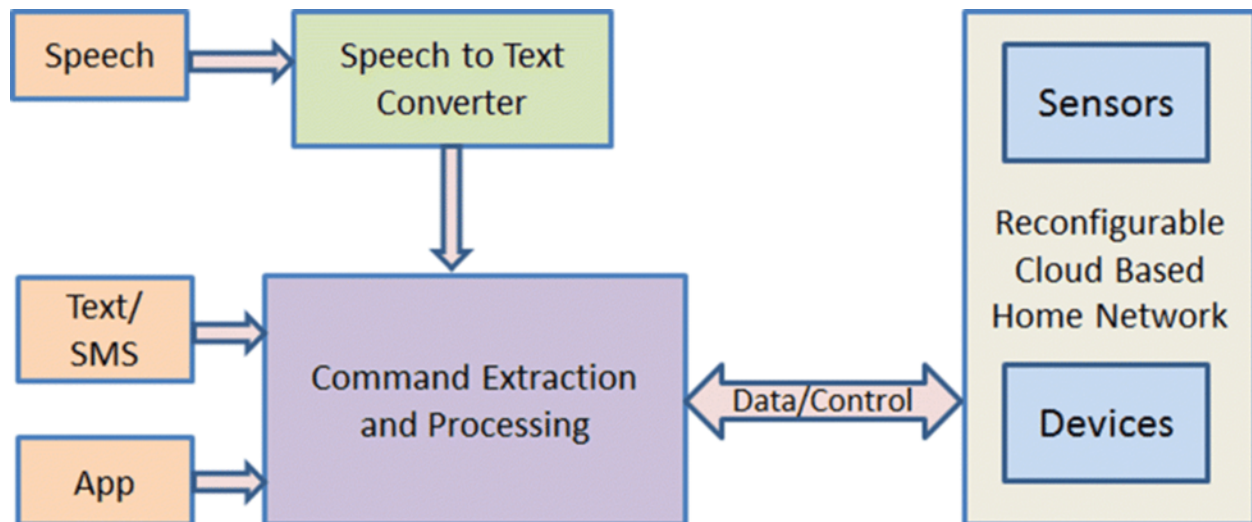 Speech
Speech to Text
Converter
Text/
SMS
App
Command Extraction
and Processing
Data/Control
Sensors
Reconfigurable
Cloud Based
Home Network
Devices